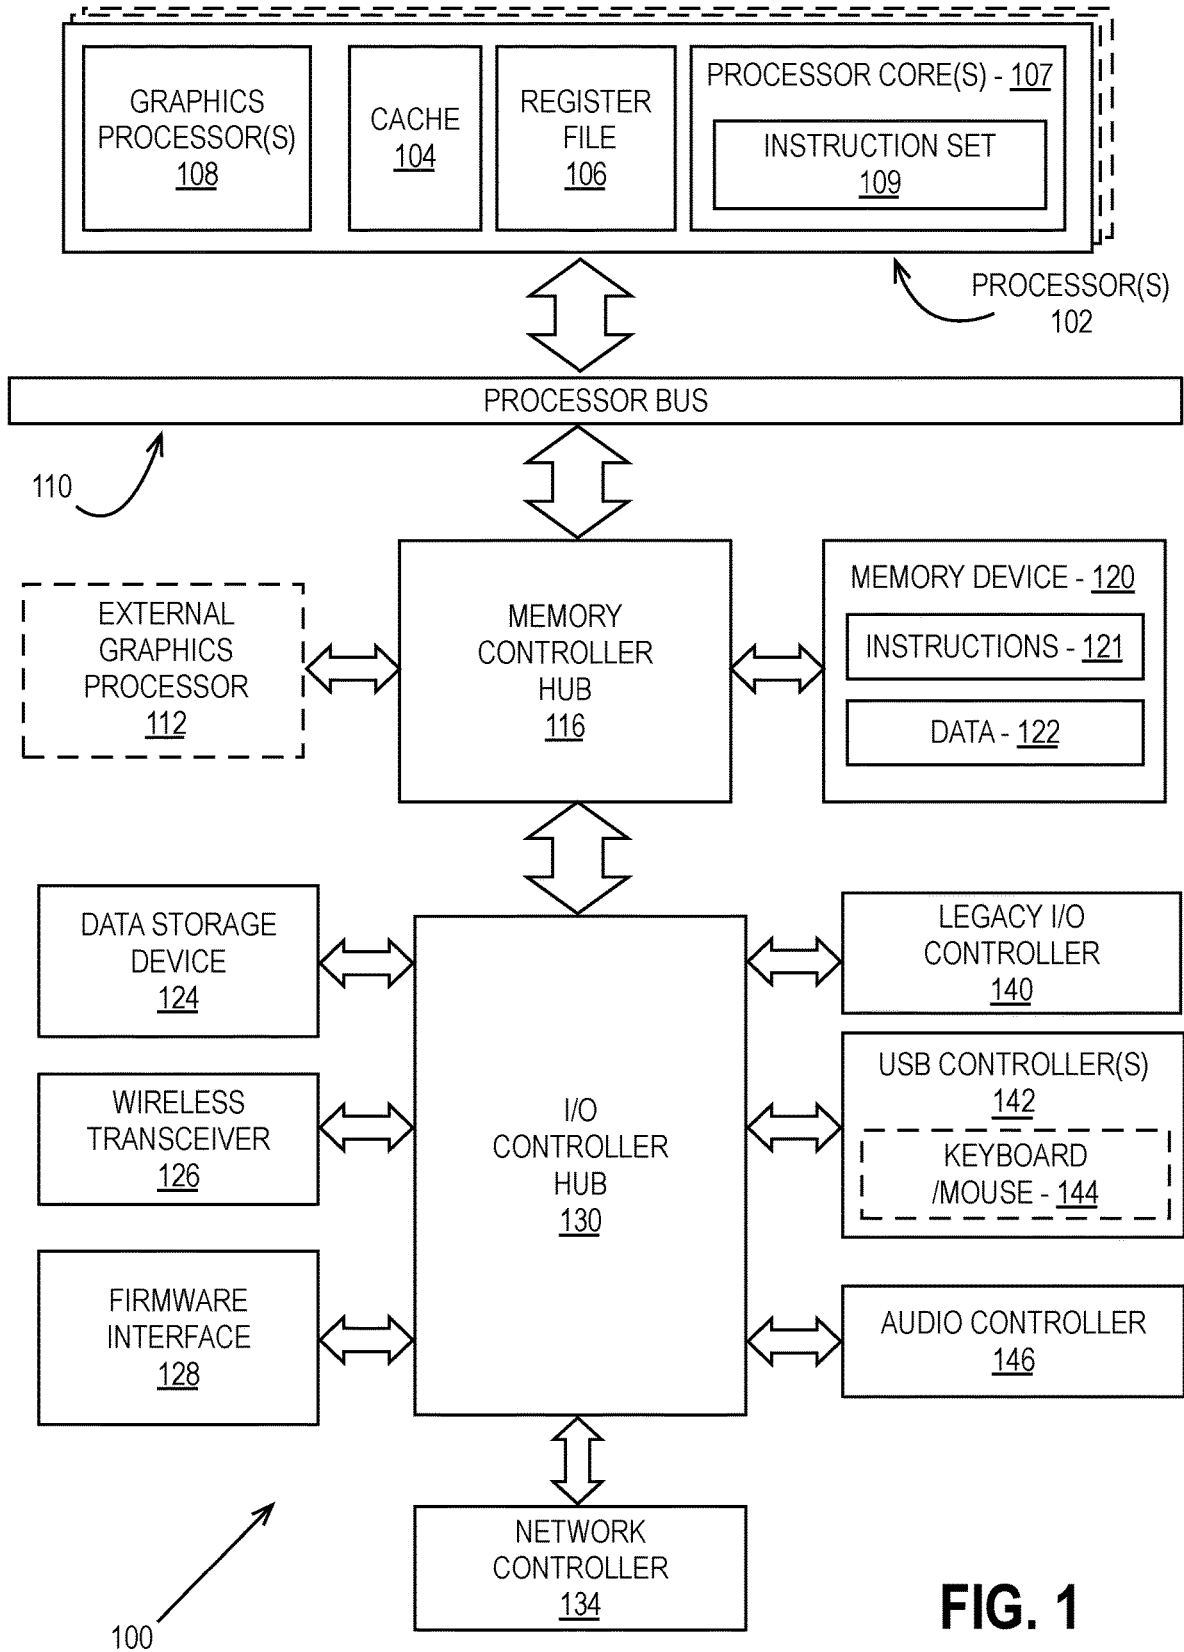 GRAPHICS
PROCESSOR(S)
108
CACHE
104
REGISTER
FILE
106
PROCESSOR CORE(S) - 107
INSTRUCTION SET
109
PROCESSOR(S)
102
PROCESSOR BUS
110
EXTERNAL
GRAPHICS
PROCESSOR
112
MEMORY
CONTROLLER
HUB
116
MEMORY DEVICE - 120
INSTRUCTIONS - 121
DATA - 122
DATA STORAGE
DEVICE
124
WIRELESS
TRANSCEIVER
126
FIRMWARE
INTERFACE
128
I/O
CONTROLLER
HUB
130
LEGACY I/O
CONTROLLER
140
USB CONTROLLER(S)
142
KEYBOARD
/MOUSE - 144
AUDIO CONTROLLER
146
NETWORK
CONTROLLER
134
100
FIG. 1